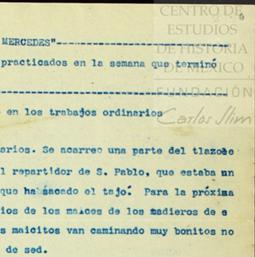 CENTRO DE
ESTUDIOS
DE HISTORIA
DE MEXICO
FUNDACIÓN
Carlos Slim
MERCEDES"
practicados en la semana que terminó
en los trabajos ordinarios
arios. Se acarreo una parte del tlazole
l repartidor de S. Pablo, que estaba un
que ha sacado el tajo. Para la próxima
ios de los maices de los madieros de e
s maicitos van caminando muy bonitos no
de sed.